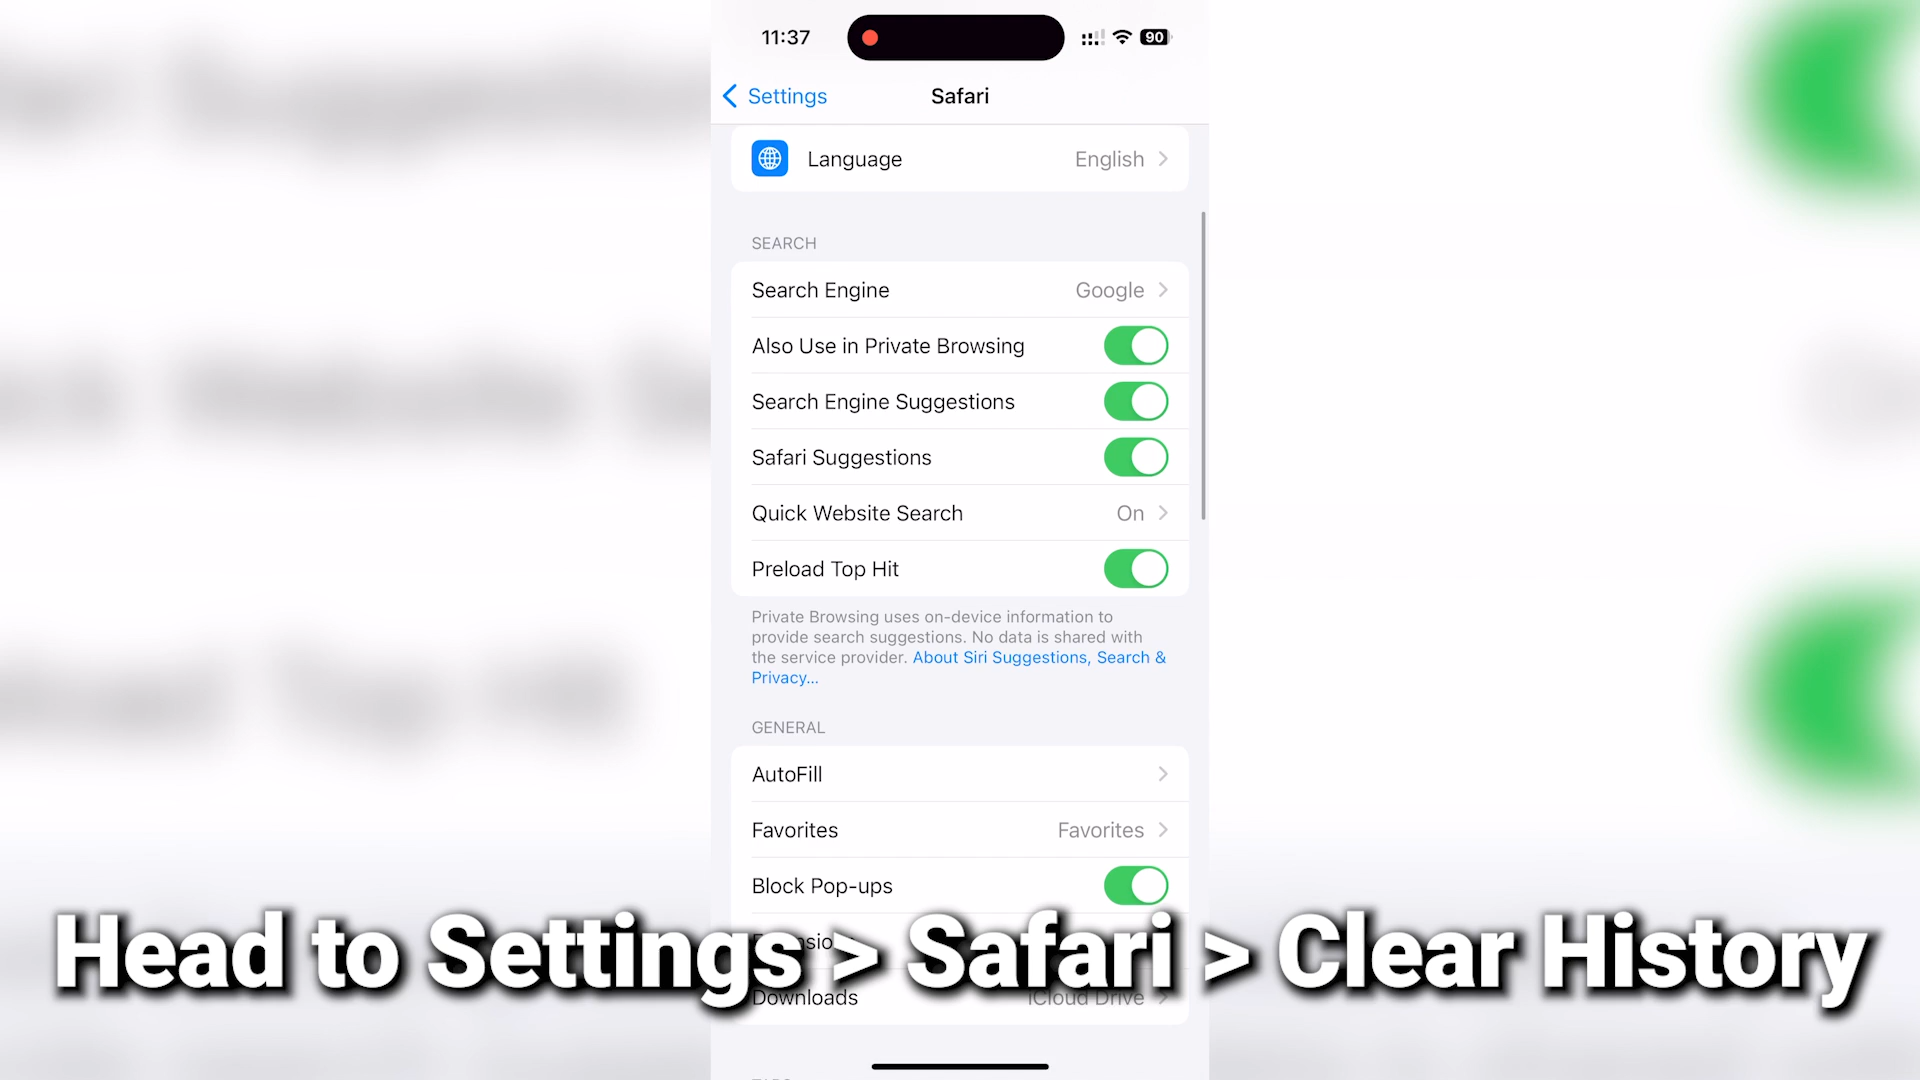 11:37
90
Settings
Safari
Language
English
SEARCH
Search Engine
Google
Also Use in Private Browsing
Search Engine Suggestions
Safari Suggestions
Quick Website Search
On
Preload Top Hit
Private Browsing uses on-device information to
provide search suggestions. No data is shared with
the service provider. About Siri Suggestions, Search &
Privacy...
GENERAL
AutoFill
Favorites
Favorites
Block Pop-ups
Head to Settings > Safari > Clear History
Downloads
iCloud Drive